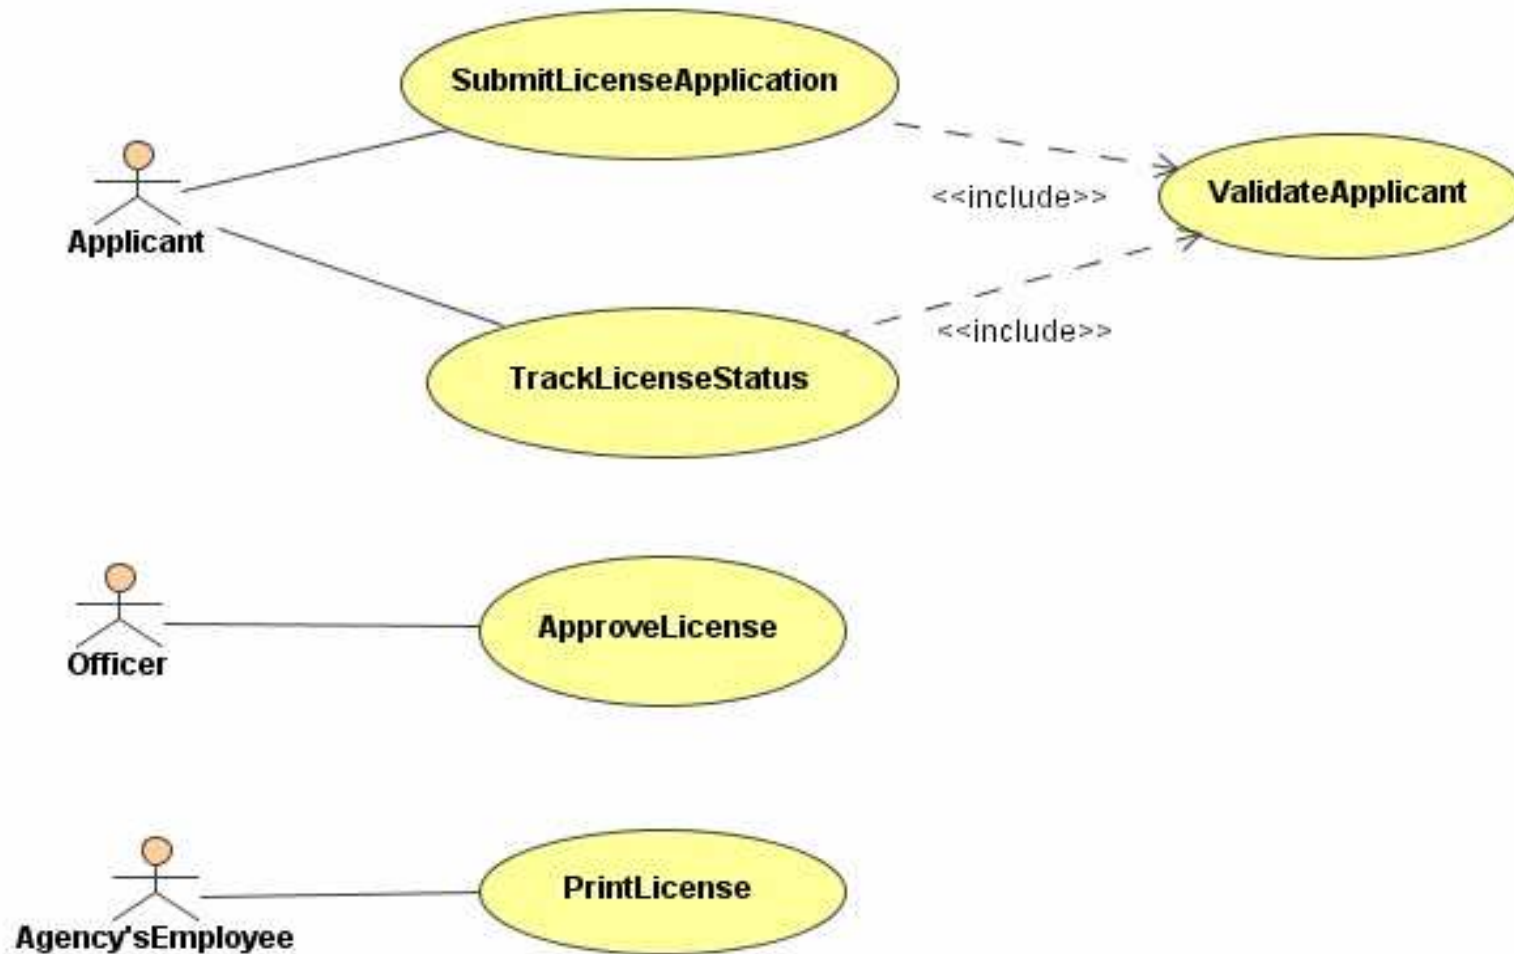 SubmitLicenseApplication
<<include>>
ValidateApplicant
Applicant
<<include>>
TrackLicenseStatus
ApproveLicense
Officer
PrintLicense
Agency'sEmployee